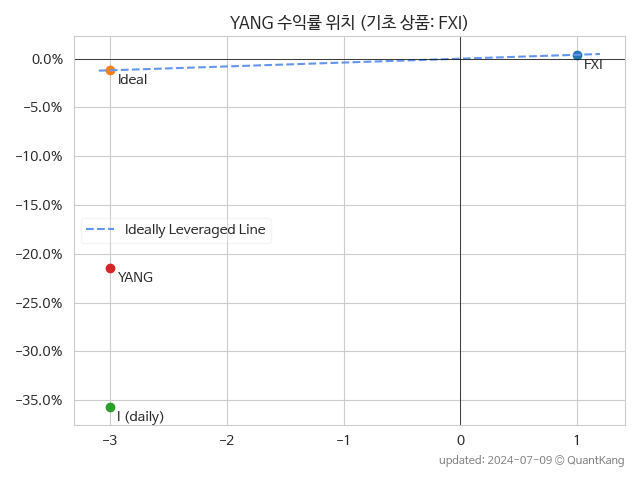 YANG 수익률 위치 (기초 상품: FXI)
0.0%
−5.0%
−10.0%
−15.0%
−20.0%
−25.0%
−30.0%
−35.0%
Ideal
FXI
Ideally Leveraged Line
YANG
I (daily)
−3
−2
−1
0
1
updated: 2024-07-09 © QuantKang